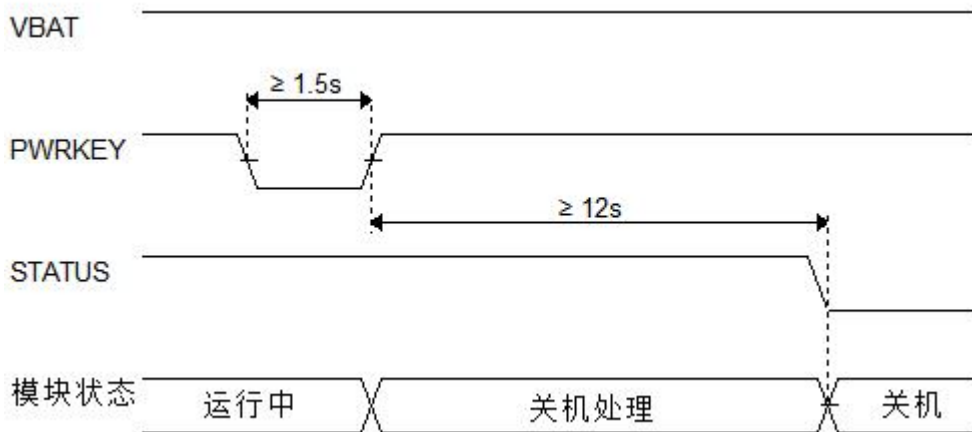 VBAT
≥ 1.5s
PWRKEY
≥ 12s
STATUS
模块状态 运行中 关机处理 关机